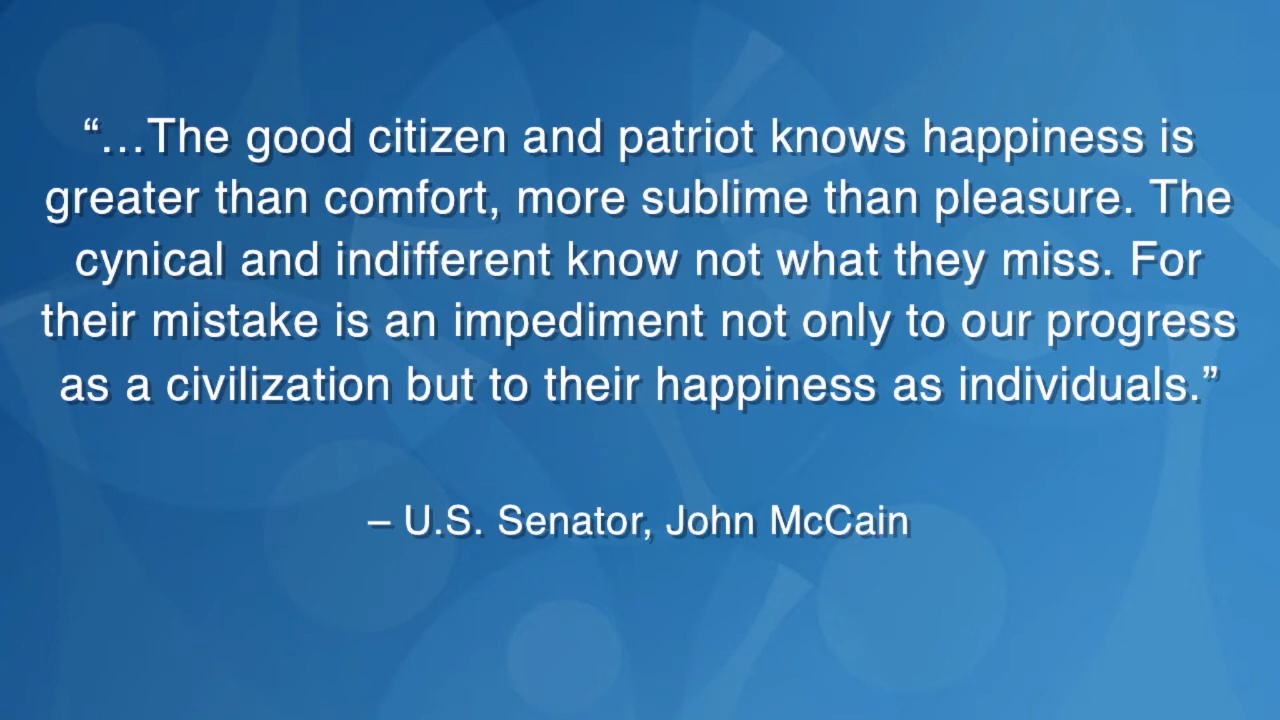 “…The good citizen and patriot knows happiness is
greater than comfort, more sublime than pleasure. The
cynical and indifferent know not what they miss. For
their mistake is an impediment not only to our progress
as a civilization but to their happiness as individuals.”
– U.S. Senator, John McCain